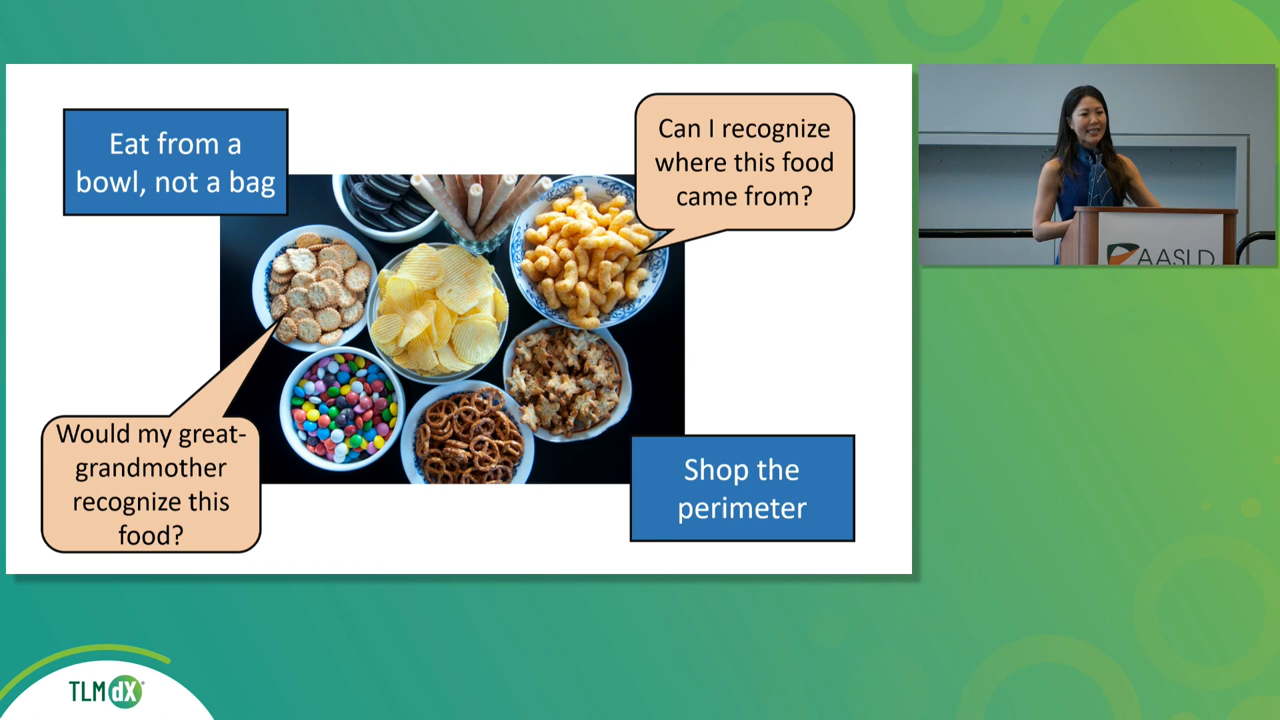 Eat from a
bowl, not a bag
Can I recognize
where this food
came from?
Would my great-
grandmother
recognize this
food?
Shop the
perimeter
AASLD
TLMdX